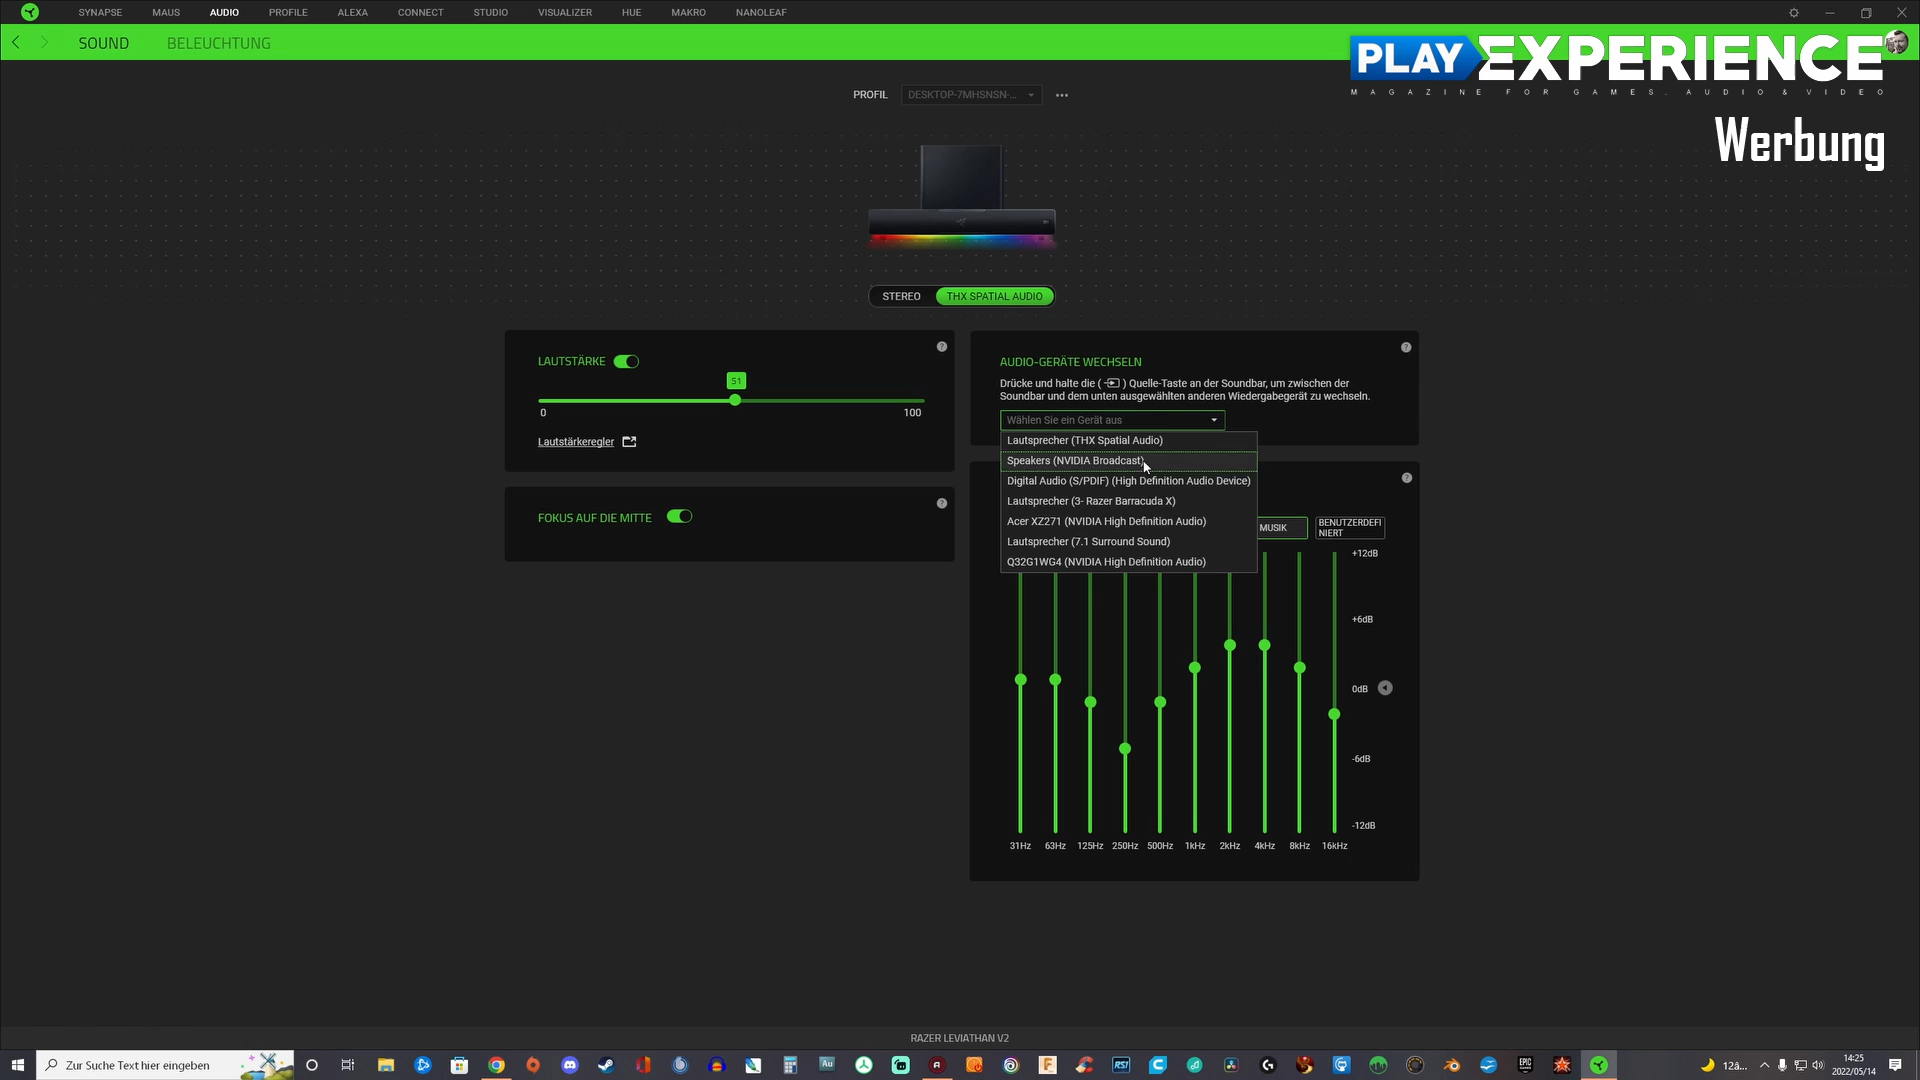 SYNAPSE MAUS AUDIO PROFILE ALEXA CONNECT STUDIO VISUALIZER HUE MAKRO NANOLEAF
SOUND BELEUCHTUNG
PLAY EXPERIENCE
MAGAZINE FOR GAMES. AUDIO & VIDEO
Werbung
PROFIL DESKTOP-7MHSNSN-...
STEREO THX SPATIAL AUDIO
LAUTSTÄRKE
51
0 100
Lautstärkeregler
FOKUS AUF DIE MITTE
AUDIO-GERÄTE WECHSELN
Drücke und halte die ( ) Quelle-Taste an der Soundbar, um zwischen der
Soundbar und dem unten ausgewählten anderen Wiedergabegerät zu wechseln.
Wählen Sie ein Gerät aus
Lautsprecher (THX Spatial Audio)
Speakers (NVIDIA Broadcast)
Digital Audio (S/PDIF) (High Definition Audio Device)
Lautsprecher (3- Razer Barracuda X)
Acer XZ271 (NVIDIA High Definition Audio)
Lautsprecher (7.1 Surround Sound)
Q32G1WG4 (NVIDIA High Definition Audio)
MUSIK
BENUTZERDEFI
NIERT
+12dB
+6dB
0dB
-6dB
-12dB
31Hz 63Hz 125Hz 250Hz 500Hz 1kHz 2kHz 4kHz 8kHz 16kHz
RAZER LEVIATHAN V2
Zur Suche Text hier eingeben
Au
RSI
EPIC
12â...
14:25
2022/05/14